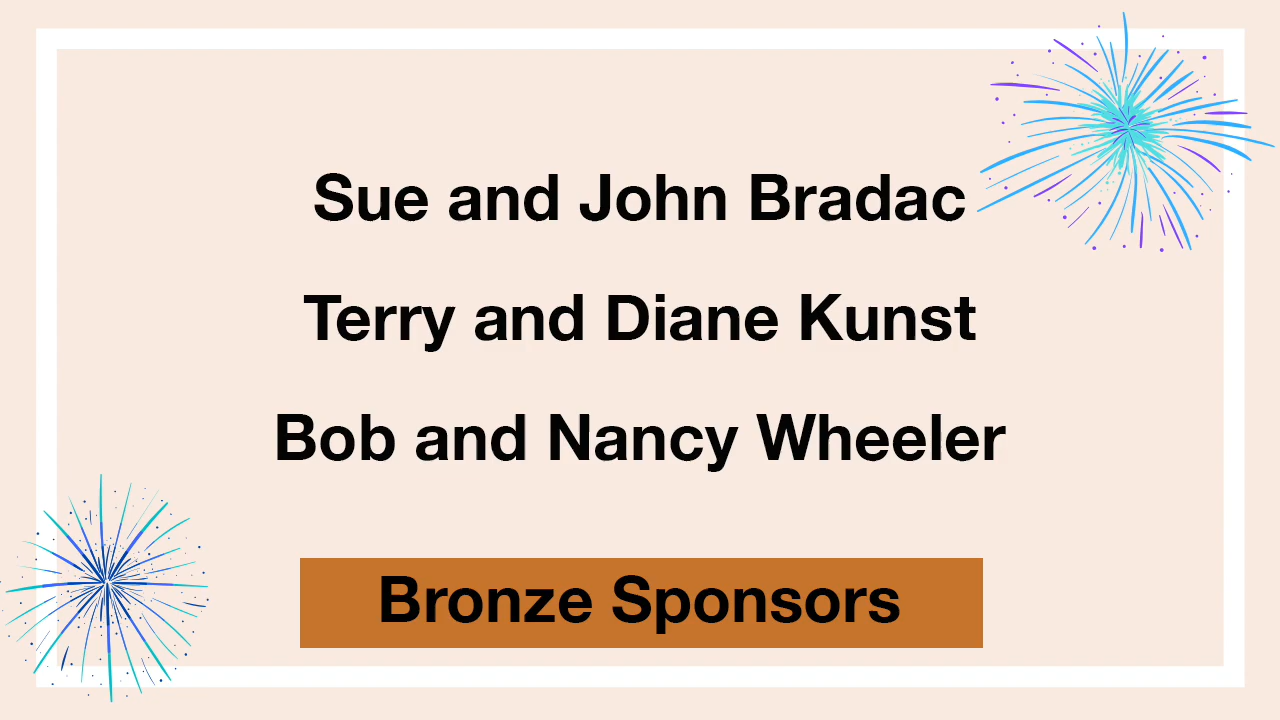 Sue and John Bradac
Terry and Diane Kunst
Bob and Nancy Wheeler
Bronze Sponsors